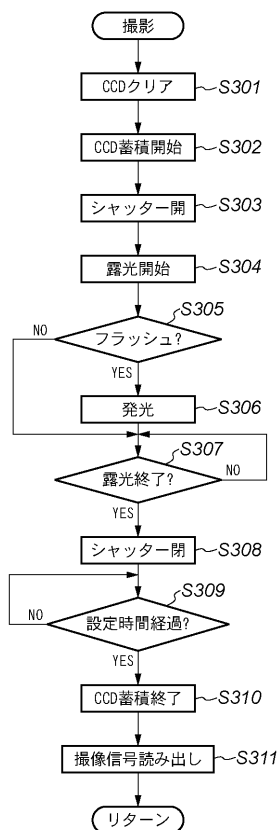 撮影
CCDクリア S301
CCD蓄積開始 S302
シャッター開 S303
露光開始 S304
S305
フラッシュ?
NO
YES
発光 S306
S307
露光終了?
NO
YES
シャッター閉 S308
S309
設定時間経過?
NO
YES
CCD蓄積終了 S310
撮像信号読み出し S311
リターン